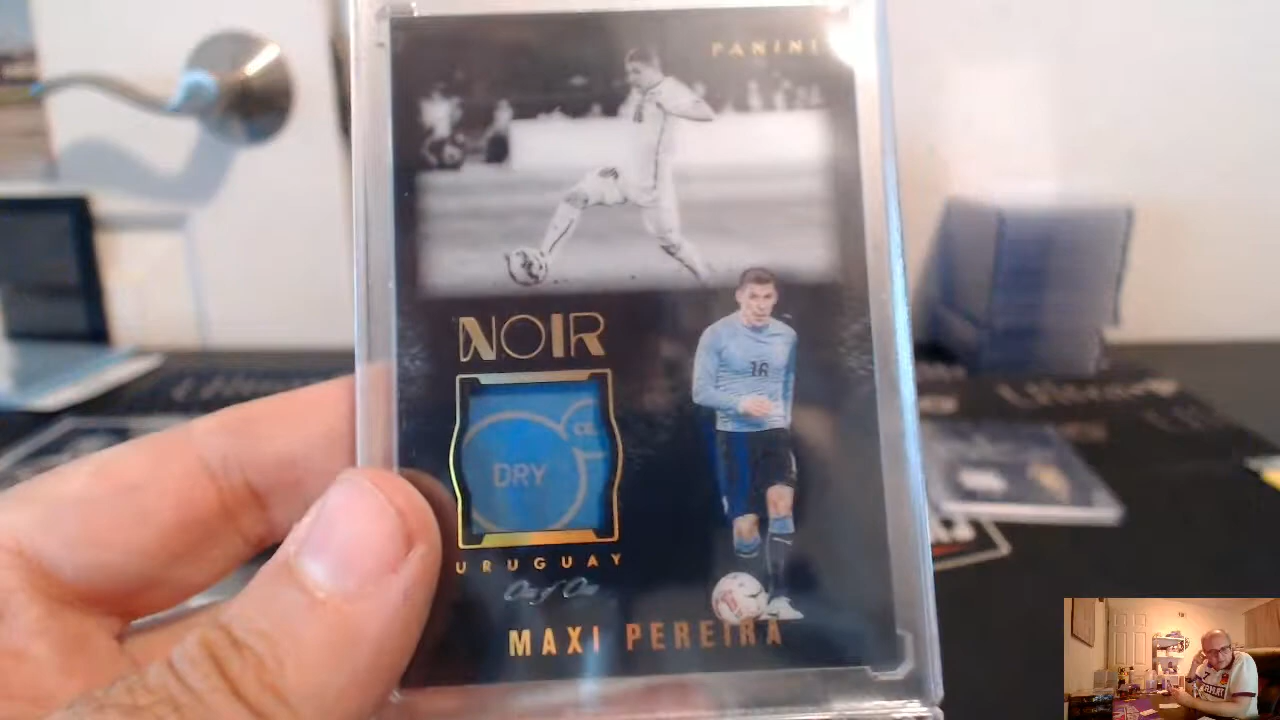 PANINI
NOIR
16
DRY
URUGUAY
One of One
MAXI PEREIRA